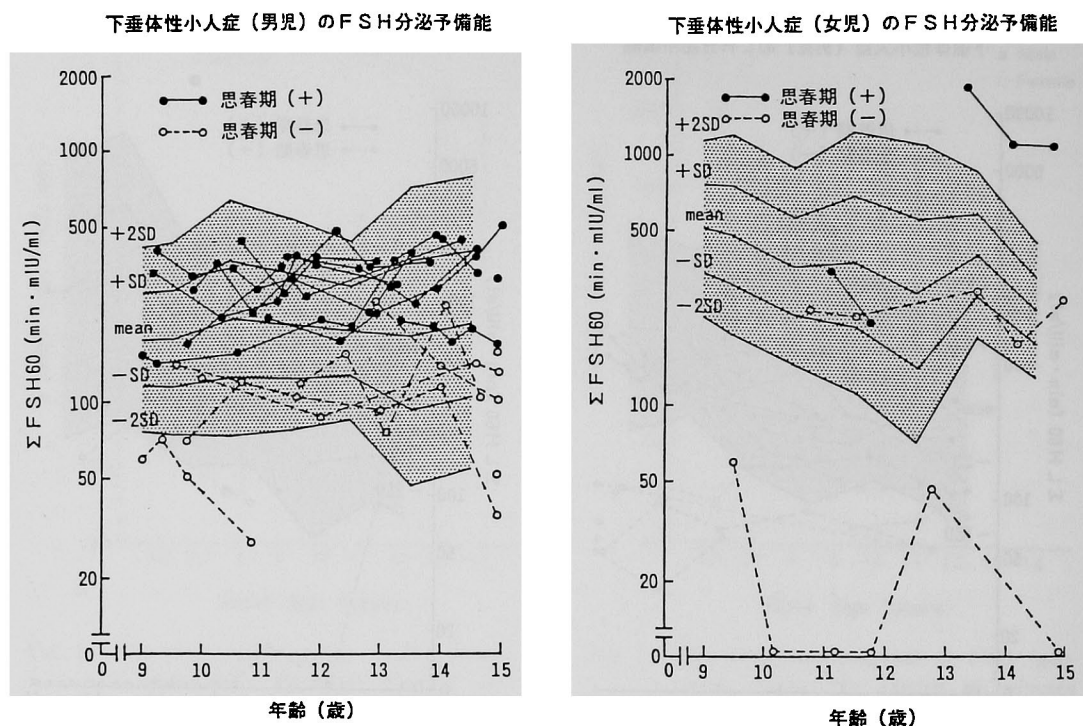 下垂体性小人症（男児）のＦＳＨ分泌予備能
2000
1000
500
100
50
20
0
ΣＦＳＨ60（min・mIU/ml）
思春期（＋）
思春期（－）
＋2SD
＋SD
mean
－SD
－2SD
0 9 10 11 12 13 14 15
年齢（歳）
下垂体性小人症（女児）のＦＳＨ分泌予備能
2000
1000
500
100
50
20
0
ΣＦＳＨ60（min・mIU/ml）
思春期（＋）
思春期（－）
＋2SD
＋SD
mean
－SD
－2SD
0 9 10 11 12 13 14 15
年齢（歳）